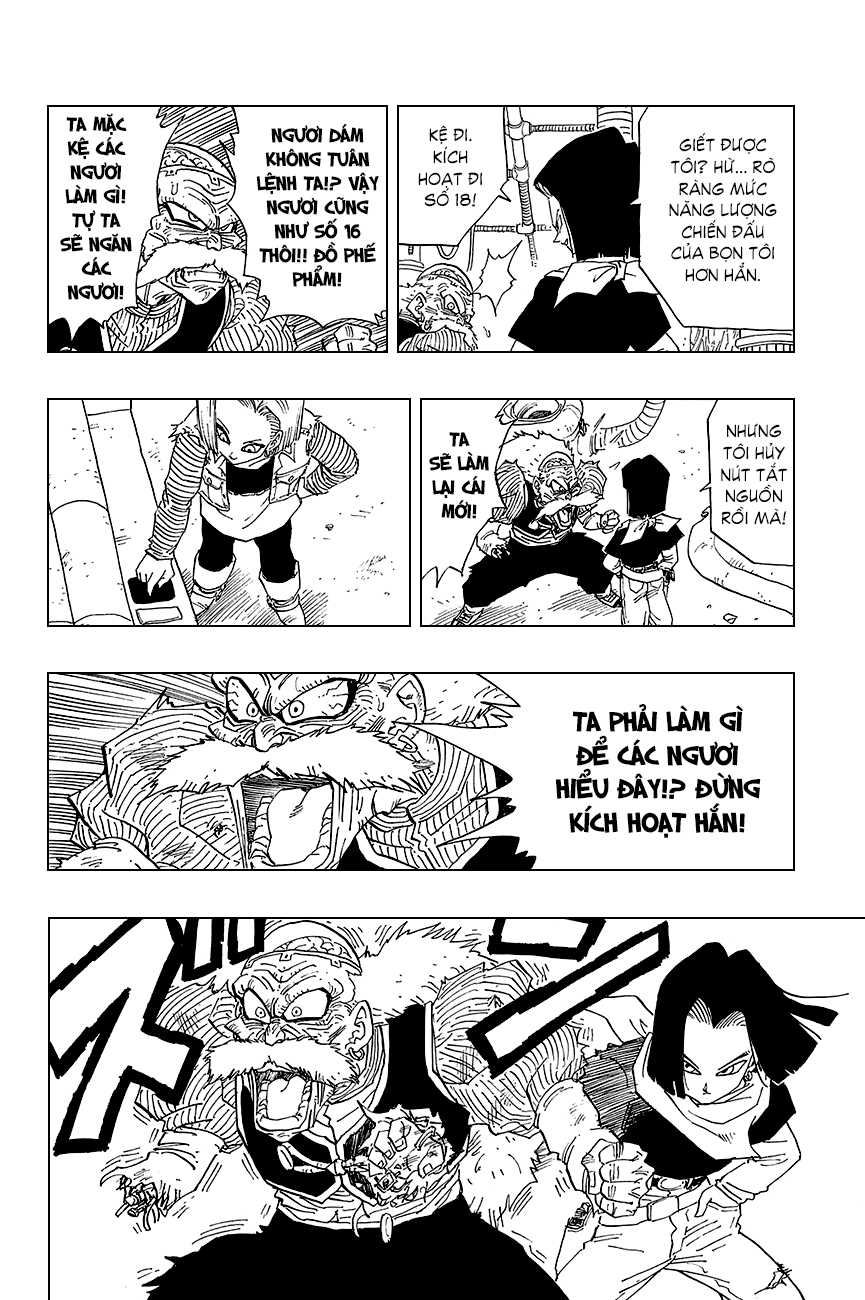 GIẾT ĐƯỢC
TÔI? HỪ... RÕ
RÀNG MỨC
NĂNG LƯỢNG
CHIẾN ĐẤU
CỦA BỌN TÔI
HƠN HẲN.
KỆ ĐI.
KÍCH
HOẠT ĐI
SỐ 18!
NGƯƠI DÁM
KHÔNG TUÂN
LỆNH TA!? VẬY
NGƯƠI CŨNG
NHƯ SỐ 16
THÔI!! ĐỒ PHẾ
PHẨM!
TA MẶC
KỆ CÁC
NGƯƠI
LÀM GÌ!
TỰ TA
SẼ NGĂN
CÁC
NGƯƠI!
NHƯNG
TÔI HỦY
NÚT TẮT
NGUỒN
RỒI MÀ!
TA
SẼ LÀM
LẠI CÁI
MỚI!
TA PHẢI LÀM GÌ
ĐỂ CÁC NGƯƠI
HIỂU ĐÂY!? ĐỪNG
KÍCH HOẠT HẮN!